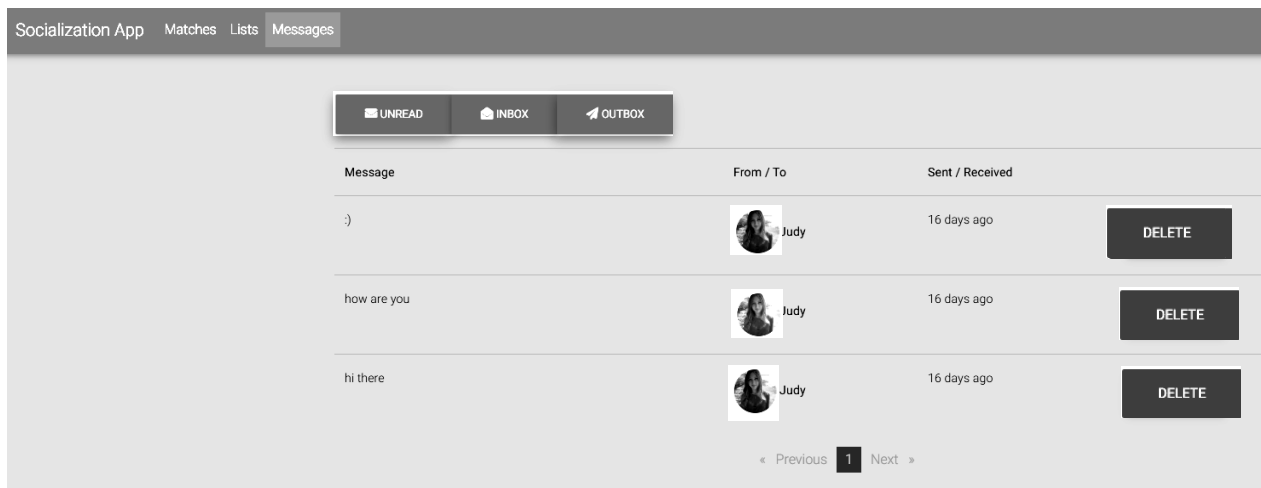 Socialization App Matches Lists Messages
UNREAD INBOX OUTBOX
Message From / To Sent / Received
:) Judy 16 days ago DELETE
how are you Judy 16 days ago DELETE
hi there Judy 16 days ago DELETE
« Previous 1 Next »